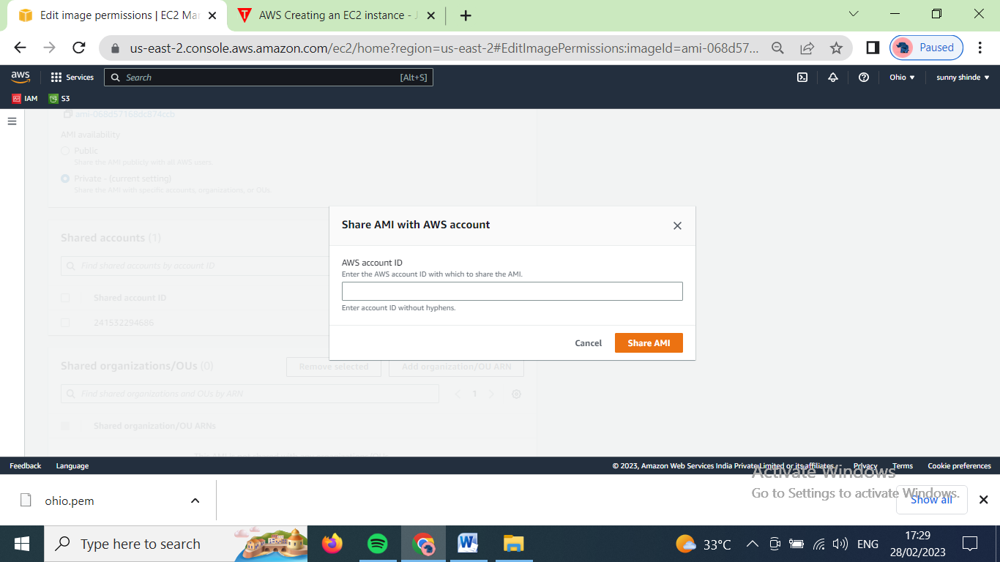 Edit image permissions | EC2 Mar
AWS Creating an EC2 instance - J
us-east-2.console.aws.amazon.com/ec2/home?region=us-east-2#EditImagePermissions:imageId=ami-068d57...
Paused
aws
Services
Search
[Alt+S]
Ohio
sunny shinde
IAM
S3
ami-068d57168dc874ccb
AMI availability
Public
Share the AMI publicly with all AWS users.
Private - (current setting)
Share the AMI with specific accounts, organizations, or OUs.
Shared accounts (1)
Find shared accounts by account ID
Shared account ID
241532294686
Share AMI with AWS account
AWS account ID
Enter the AWS account ID with which to share the AMI.
Enter account ID without hyphens.
Cancel
Share AMI
Shared organizations/OUs (0)
Remove selected
Add organization/OU ARN
Find shared organizations and OUs by ARN
1
Shared organization/OU ARNs
Feedback
Language
© 2023, Amazon Web Services India Private Limited or its affiliates.
Privacy
Terms
Cookie preferences
Activate Windows
Go to Settings to activate Windows.
ohio.pem
Show all
Type here to search
33°C
ENG
17:29
28/02/2023